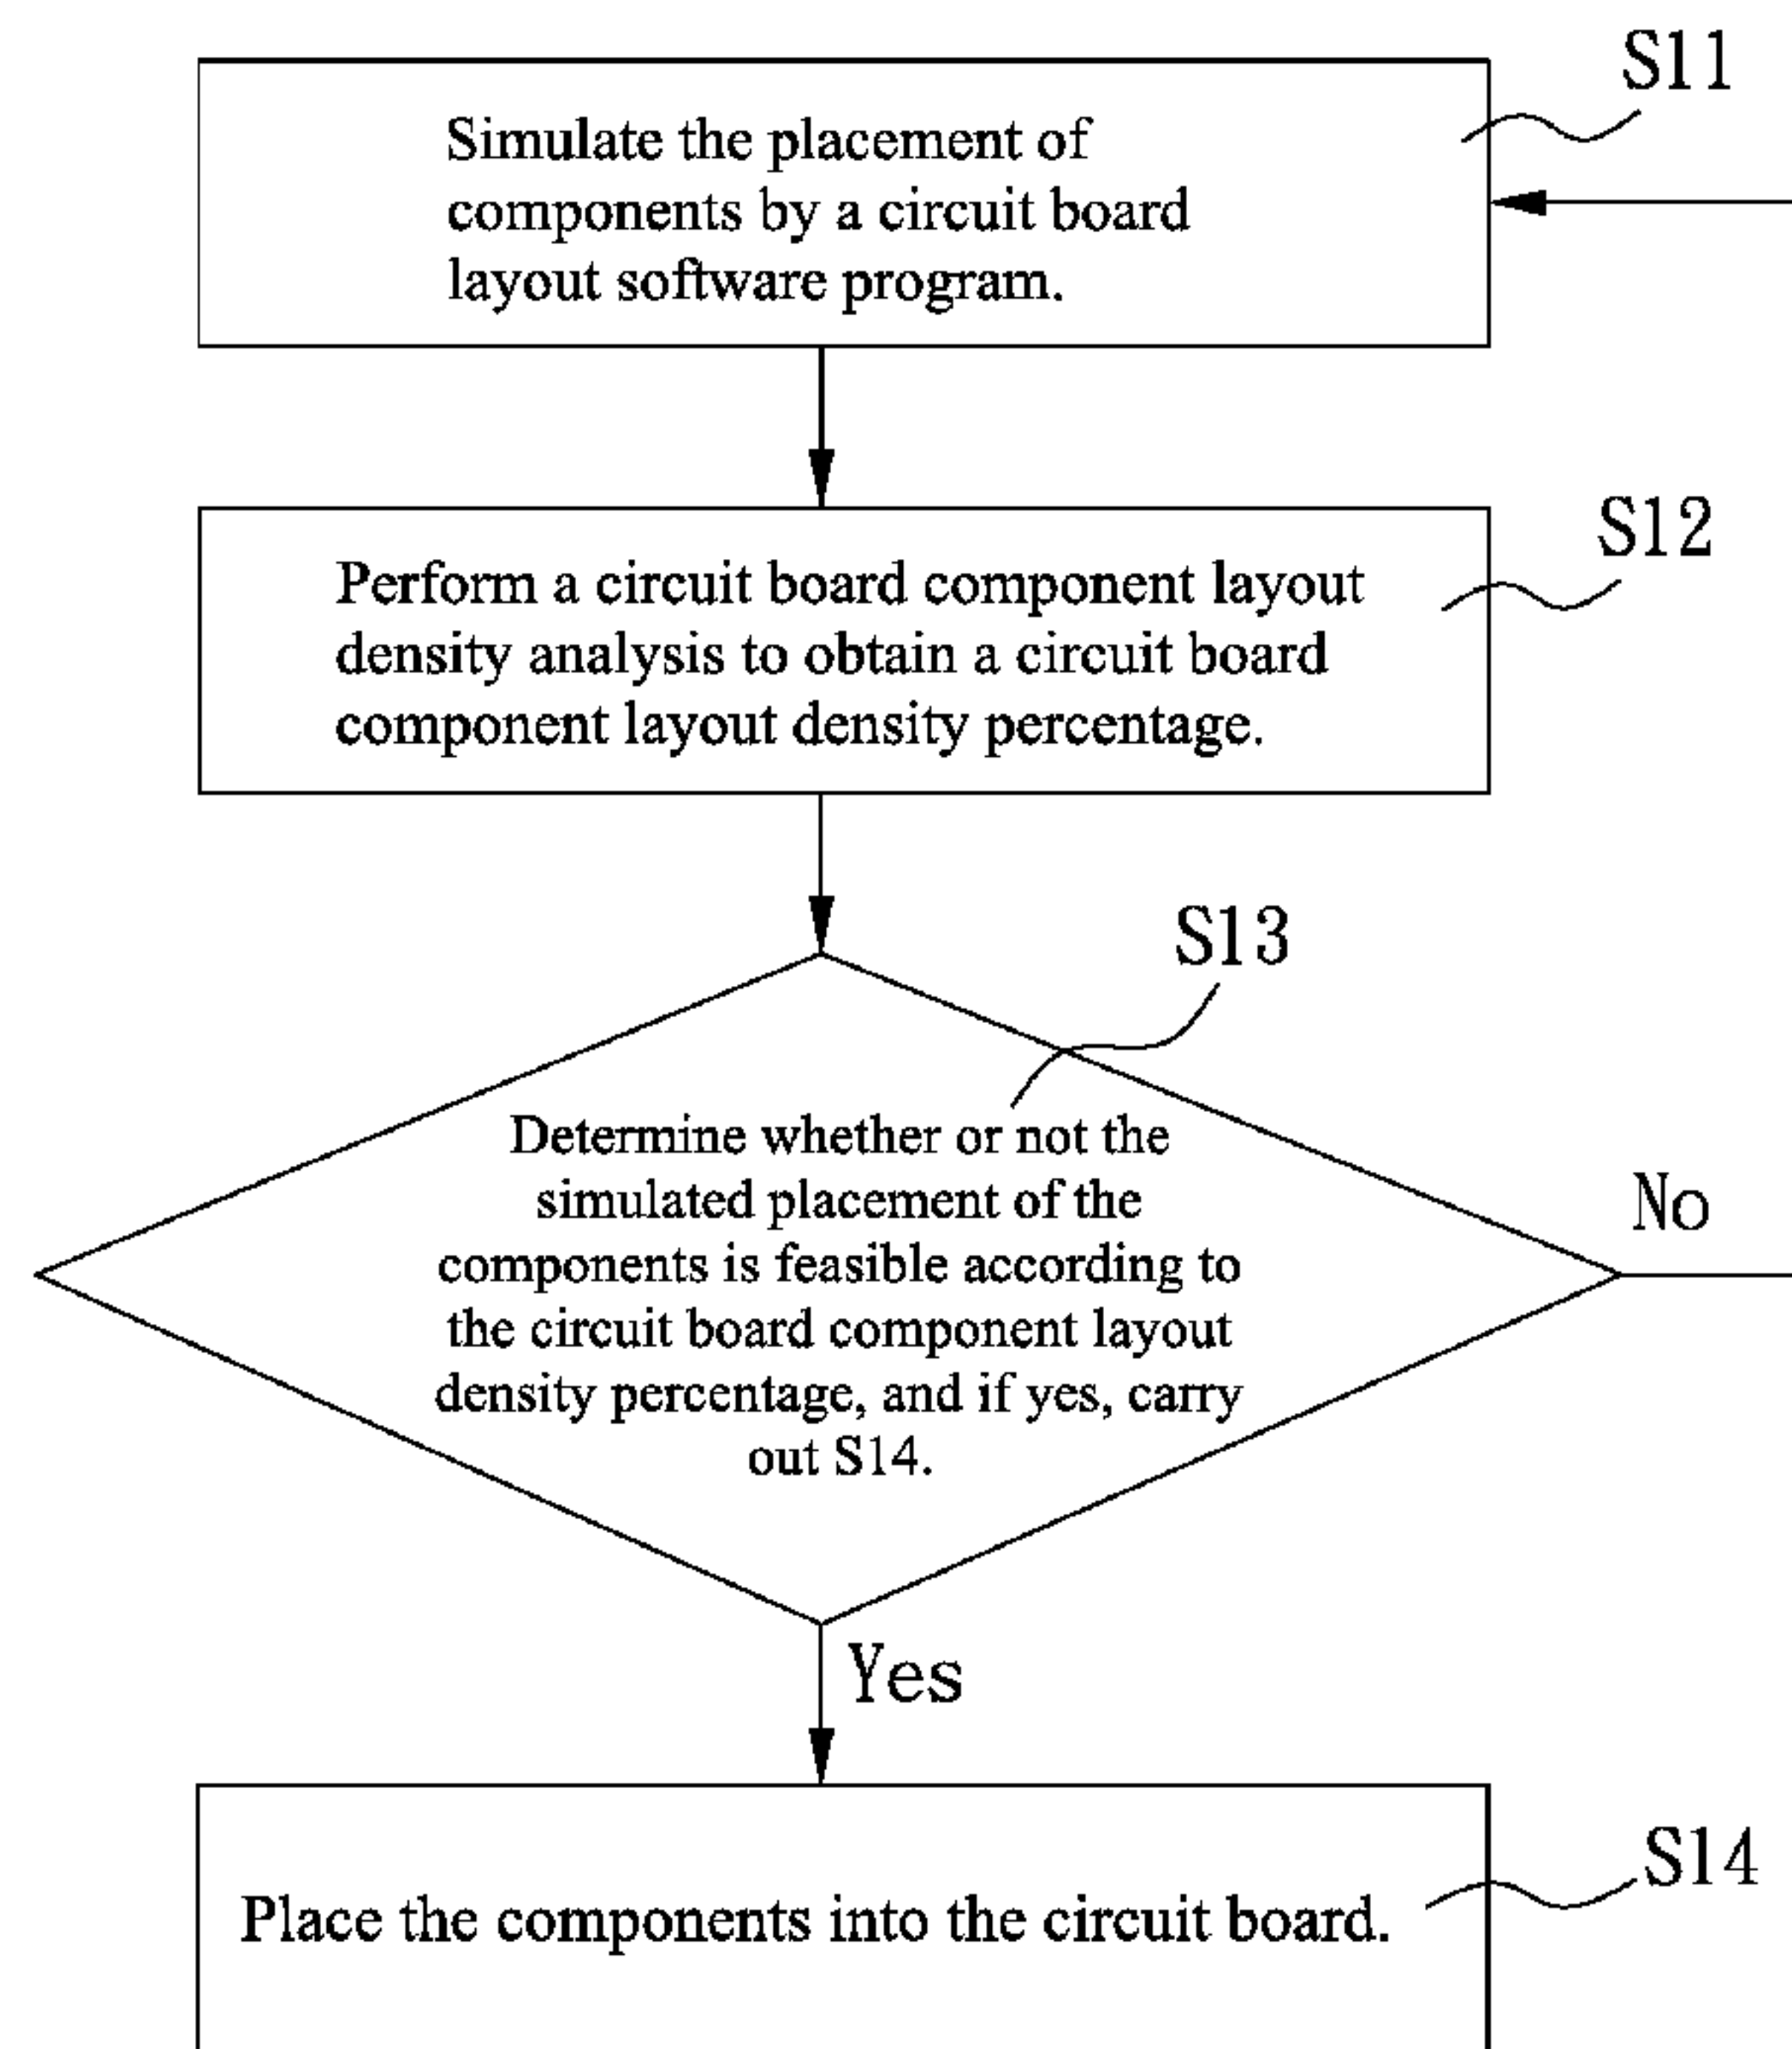 S11
Simulate the placement of
components by a circuit board
layout software program.
S12
Perform a circuit board component layout
density analysis to obtain a circuit board
component layout density percentage.
S13
Determine whether or not the
simulated placement of the
components is feasible according to
the circuit board component layout
density percentage, and if yes, carry
out S14.
No
Yes
S14
Place the components into the circuit board.